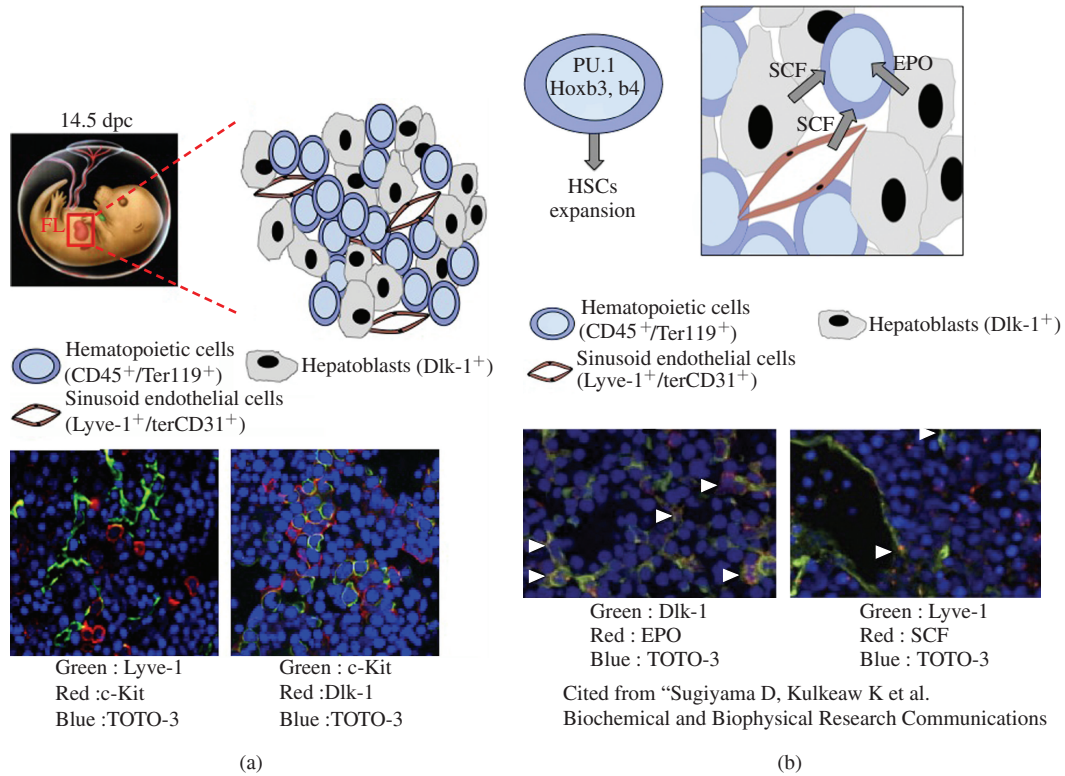 14.5 dpc
FL
Hematopoietic cells
(CD45+/Ter119+)
Hepatoblasts (Dlk-1+)
Sinusoid endothelial cells
(Lyve-1+/terCD31+)
Green : Lyve-1
Red :c-Kit
Blue :TOTO-3
Green : c-Kit
Red :Dlk-1
Blue :TOTO-3
(a)
PU.1
Hoxb3, b4
HSCs
expansion
SCF
EPO
SCF
Hematopoietic cells
(CD45+/Ter119+)
Hepatoblasts (Dlk-1+)
Sinusoid endothelial cells
(Lyve-1+/terCD31+)
Green : Dlk-1
Red : EPO
Blue : TOTO-3
Green : Lyve-1
Red : SCF
Blue : TOTO-3
Cited from “Sugiyama D, Kulkeaw K et al.
Biochemical and Biophysical Research Communications
(b)